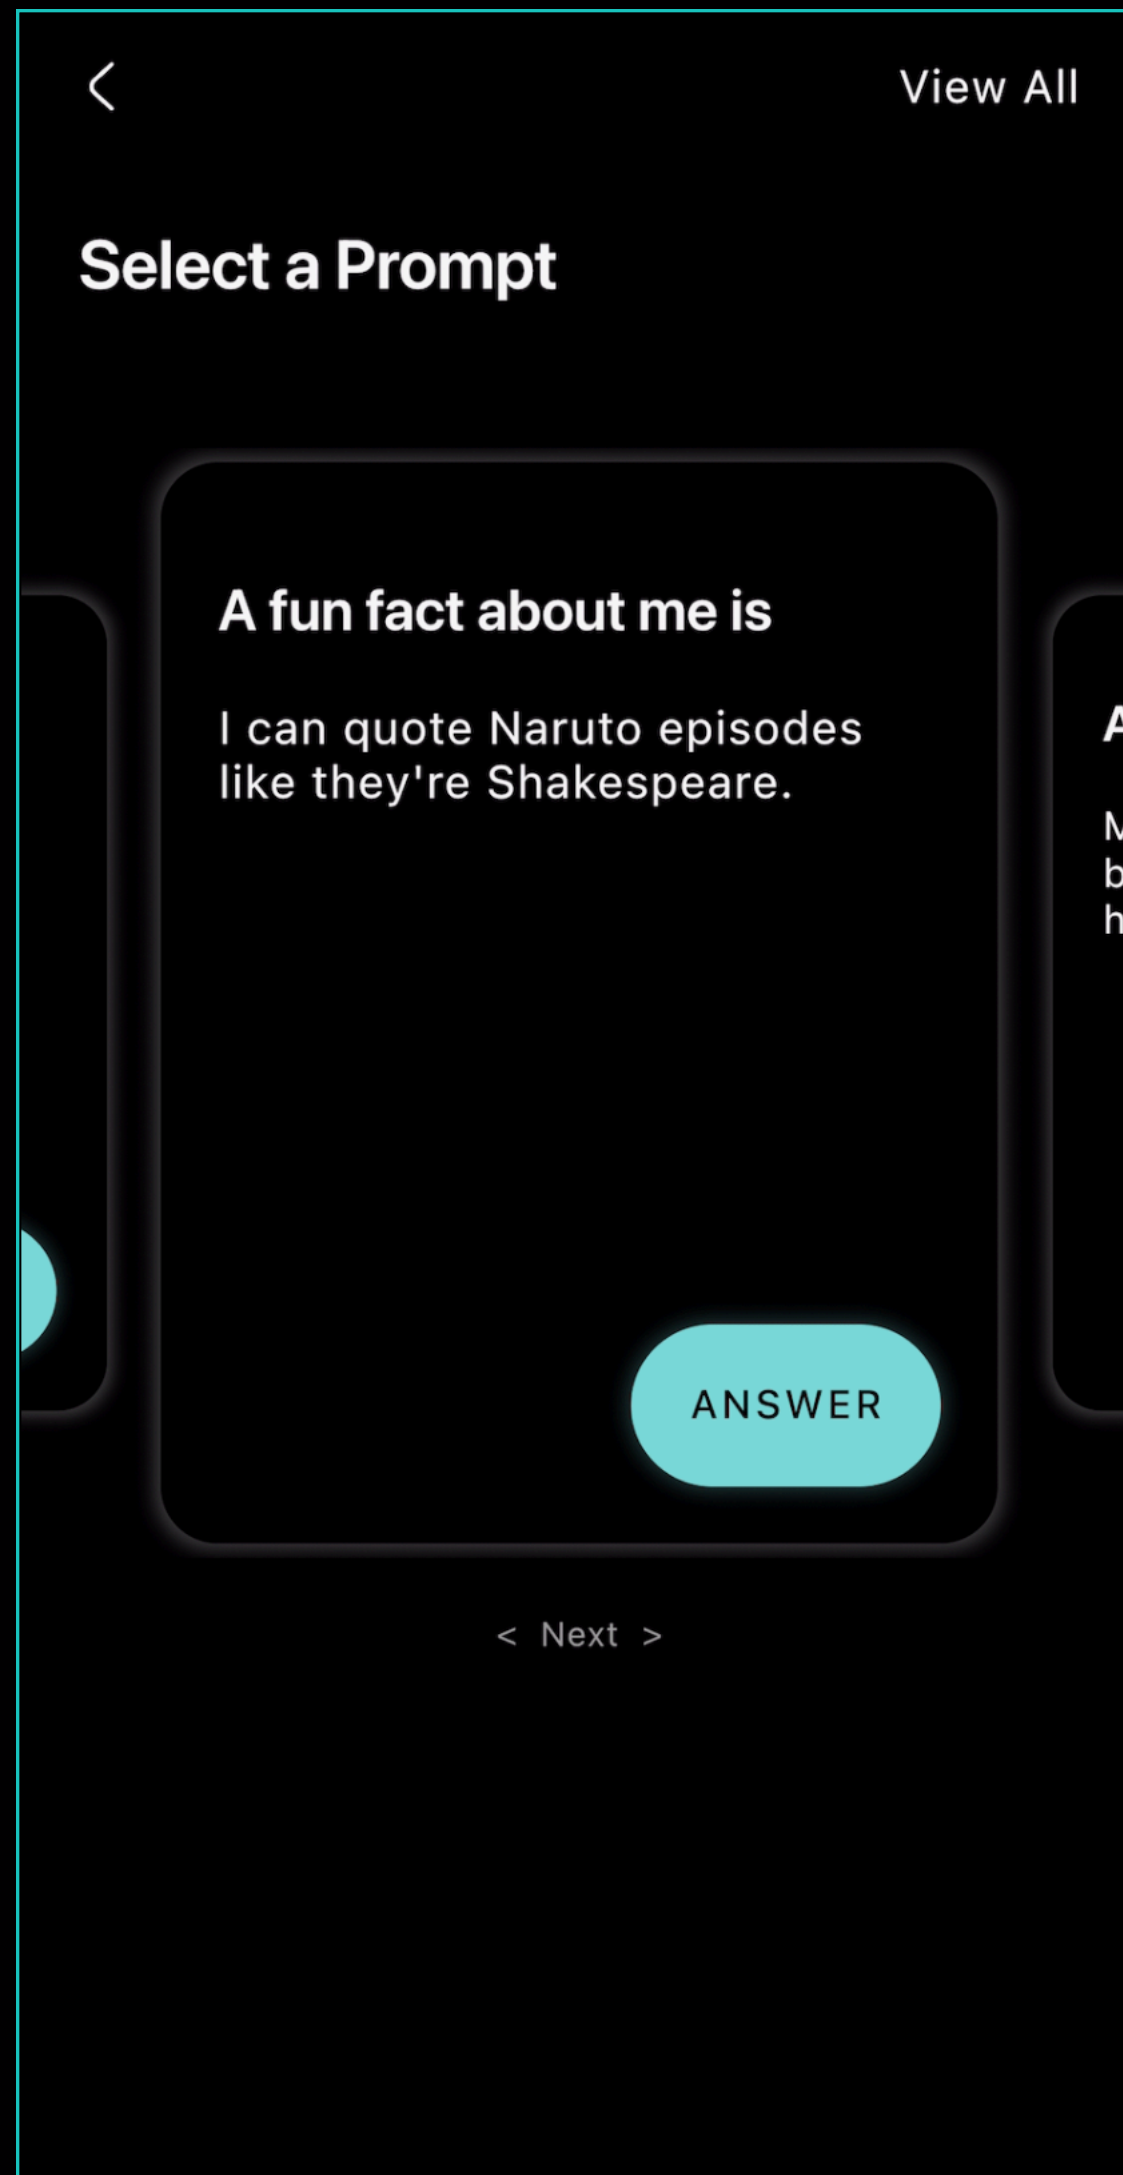 View All
Select a Prompt
A fun fact about me is
I can quote Naruto episodes
like they're Shakespeare.
ANSWER
< Next >